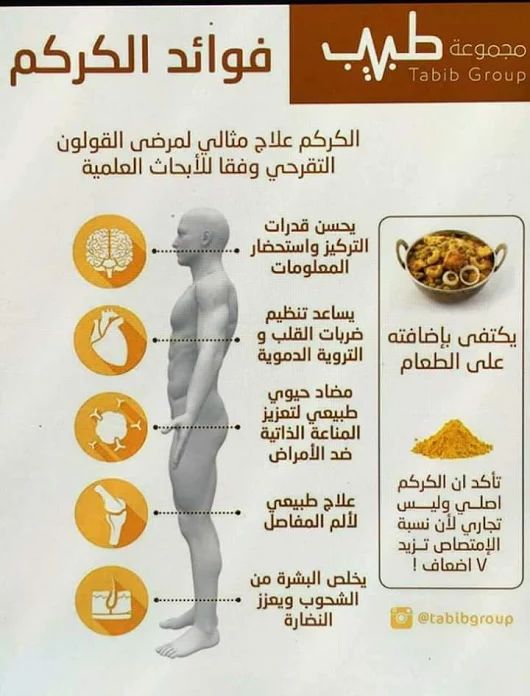 مجموعة طبيب
Tabib Group
فوائد الكركم
الكركم علاج مثالي لمرضى القولون
التقرحي وفقا للأبحاث العلمية
يحسن قدرات
التركيز واستحضار
المعلومات
يساعد تنظيم
ضربات القلب و
التروية الدموية
مضاد حيوي
طبيعي لتعزيز
المناعة الذاتية
ضد الأمراض
علاج طبيعي
لألم المفاصل
يخلص البشرة من
الشحوب ويعزز
النضارة
يكتفى بإضافته
على الطعام
تأكد ان الكركم
اصلي وليس
تجاري لأن نسبة
الإمتصاص تزيد
٧ اضعاف !
@tabibgroup